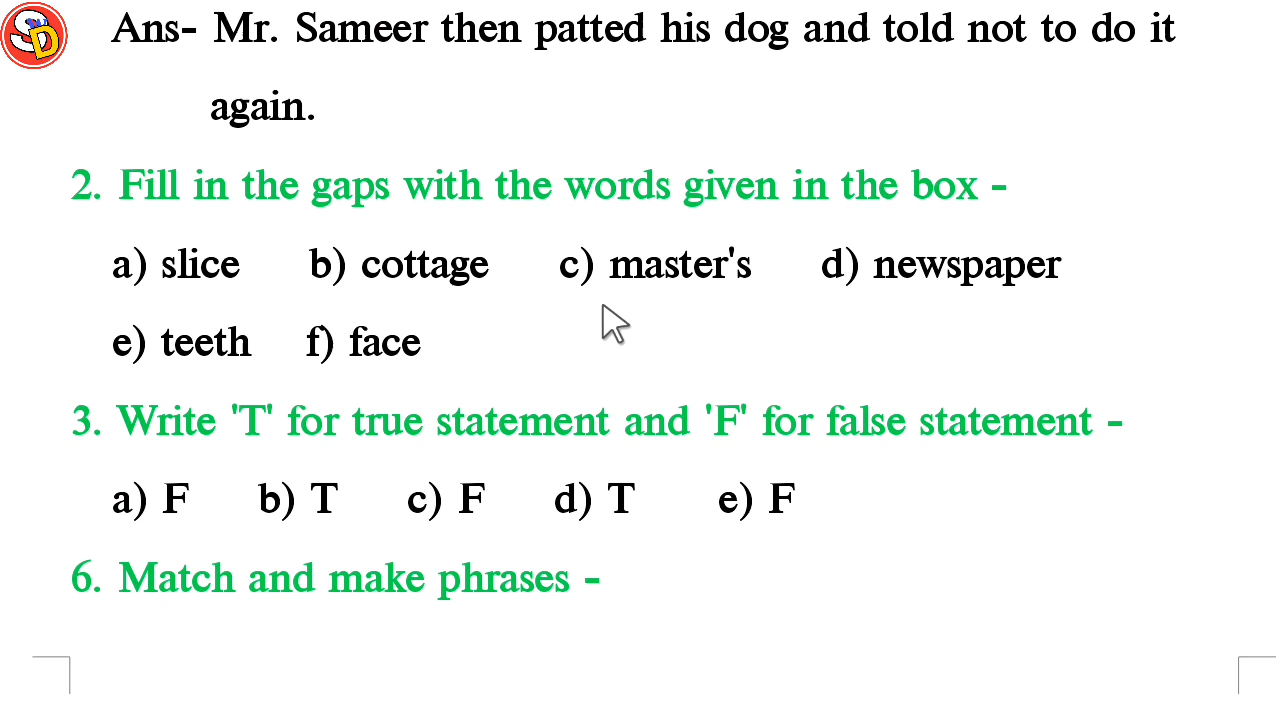 SD
Ans- Mr. Sameer then patted his dog and told not to do it
again.
2. Fill in the gaps with the words given in the box -
a) slice b) cottage c) master's d) newspaper
e) teeth f) face
3. Write 'T' for true statement and 'F' for false statement -
a) F b) T c) F d) T e) F
6. Match and make phrases -